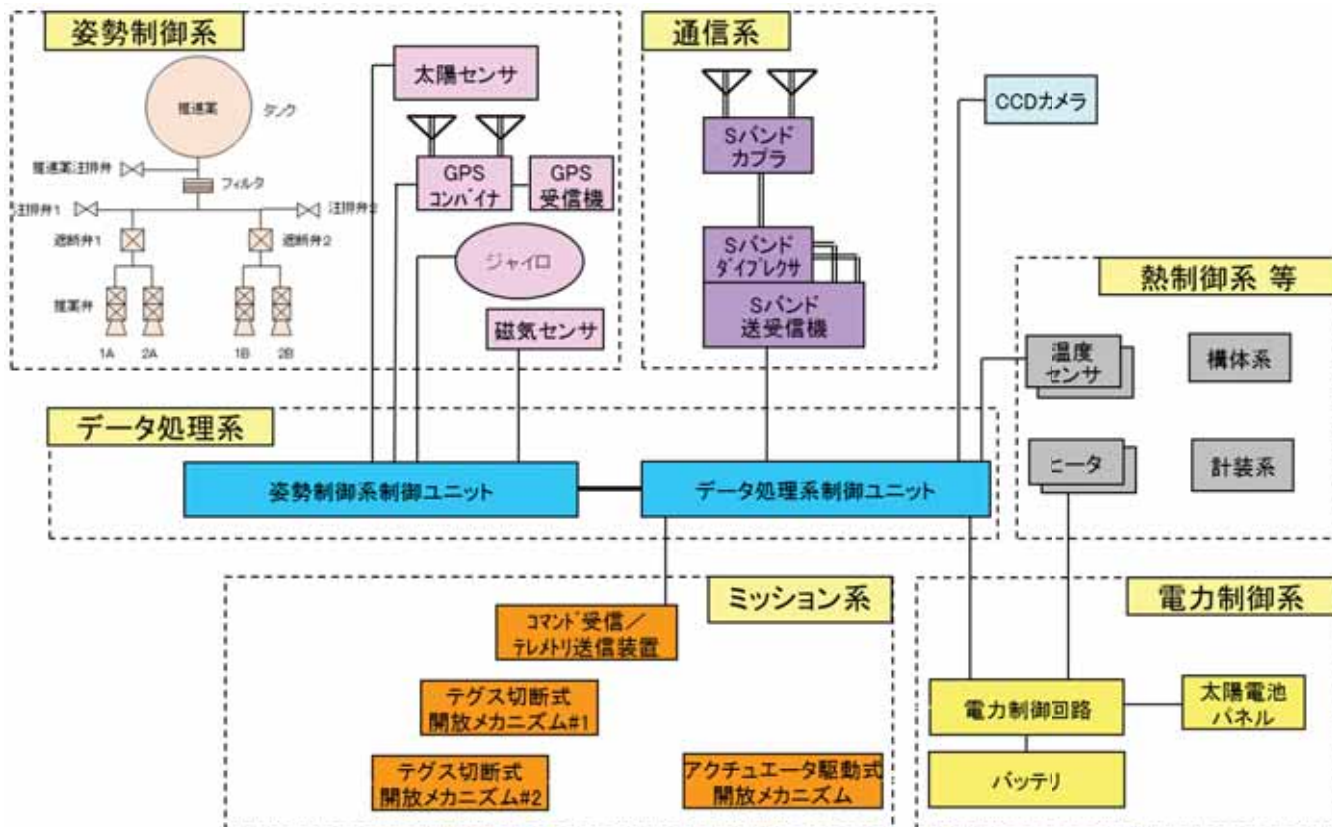 姿勢制御系
推進薬
タンク
推進薬注排弁
フィルタ
注排弁1
注排弁2
遮断弁1
遮断弁2
推薬弁
1A
2A
1B
2B
太陽センサ
GPS
コンバイナ
GPS
受信機
ジャイロ
磁気センサ
通信系
Sバンド
カプラ
Sバンド
ダイプレクサ
Sバンド
送受信機
CCDカメラ
熱制御系 等
温度
センサ
構体系
ヒータ
計装系
データ処理系
姿勢制御系制御ユニット
データ処理系制御ユニット
ミッション系
コマンド受信/
テレメトリ送信装置
テグス切断式
開放メカニズム#1
テグス切断式
開放メカニズム#2
アクチュエータ駆動式
開放メカニズム
電力制御系
電力制御回路
太陽電池
パネル
バッテリ